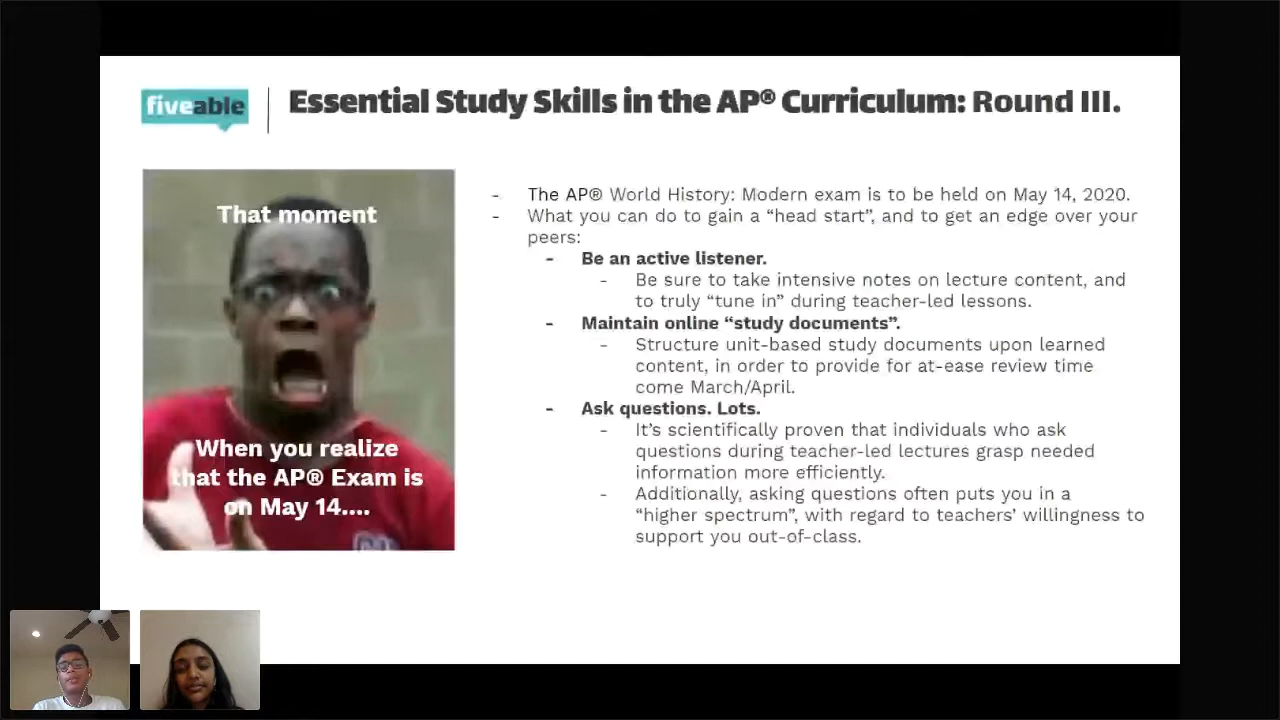 fiveable
Essential Study Skills in the AP® Curriculum: Round III.
That moment
When you realize
that the AP® Exam is
on May 14....
- The AP® World History: Modern exam is to be held on May 14, 2020.
- What you can do to gain a “head start”, and to get an edge over your
peers:
- Be an active listener.
- Be sure to take intensive notes on lecture content, and
to truly “tune in” during teacher-led lessons.
- Maintain online “study documents”.
- Structure unit-based study documents upon learned
content, in order to provide for at-ease review time
come March/April.
- Ask questions. Lots.
- It’s scientifically proven that individuals who ask
questions during teacher-led lectures grasp needed
information more efficiently.
- Additionally, asking questions often puts you in a
“higher spectrum”, with regard to teachers’ willingness to
support you out-of-class.